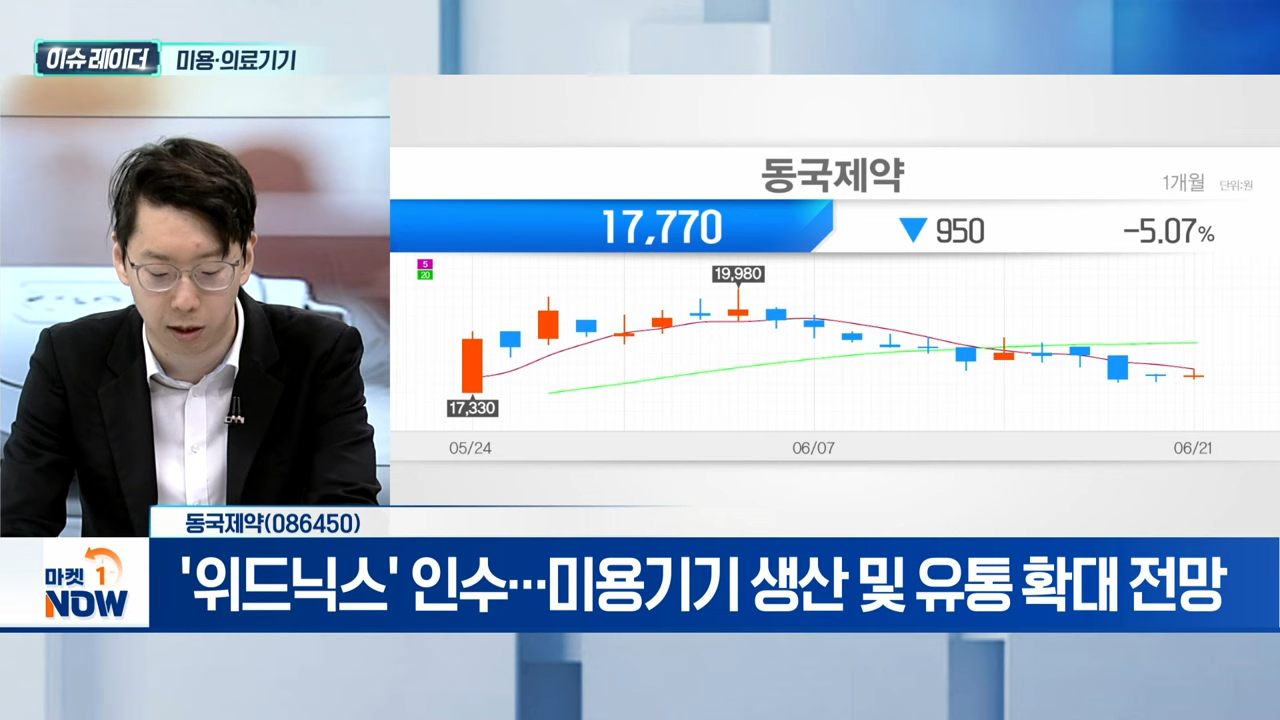 이슈레이더 미용·의료기기
동국제약
1개월 단위:원
17,770 ▼ 950 -5.07%
5
20
19,980
17,330
05/24 06/07 06/21
동국제약(086450)
마켓 1
NOW
'위드닉스' 인수…미용기기 생산 및 유통 확대 전망